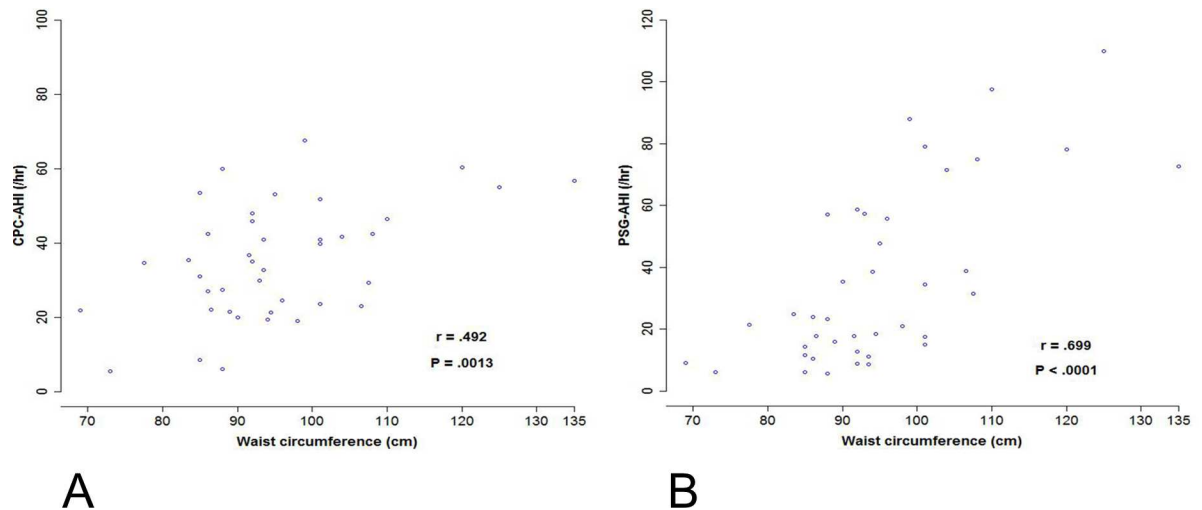 100
80
60
40
20
0
CPC-AHI (/hr)
r = .492
P = .0013
70 80 90 100 110 120 130 135
Waist circumference (cm)
A
120
100
80
60
40
20
0
PSG-AHI (/hr)
r = .699
P < .0001
70 80 90 100 110 120 130 135
Waist circumference (cm)
B